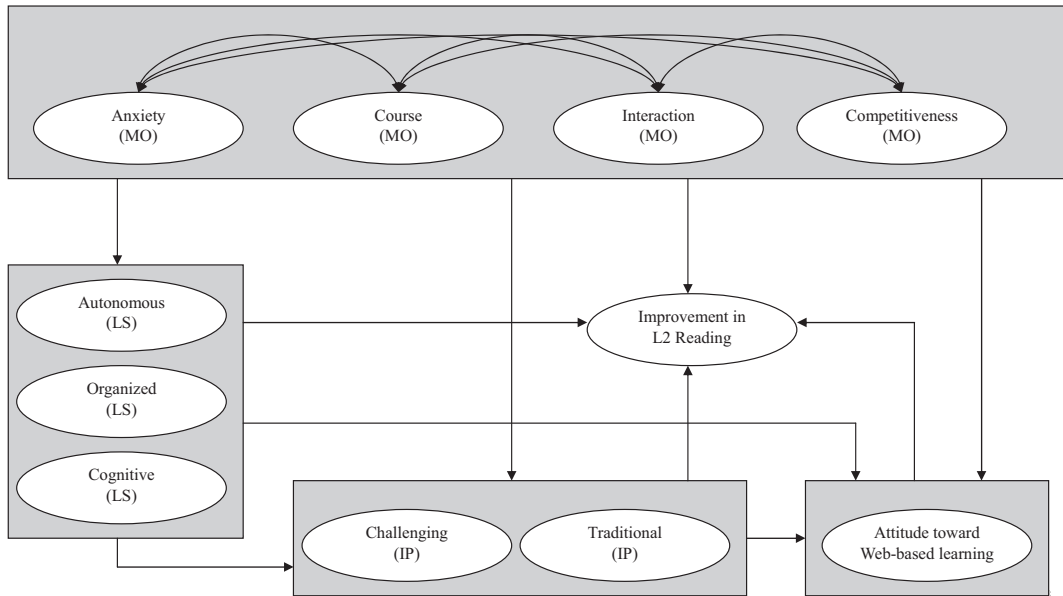 Anxiety
(MO)
Course
(MO)
Interaction
(MO)
Competitiveness
(MO)
Autonomous
(LS)
Organized
(LS)
Cognitive
(LS)
Improvement in
L2 Reading
Challenging
(IP)
Traditional
(IP)
Attitude toward
Web-based learning